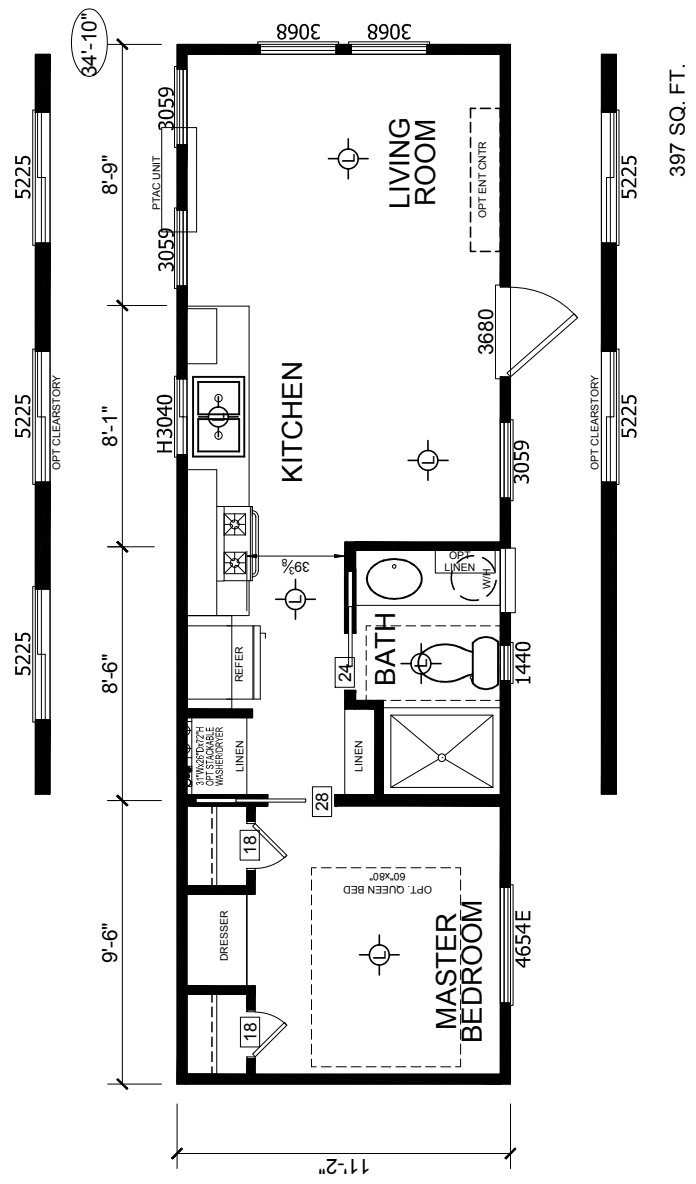 5225
5225
OPT CLEARSTORY
5225
9'-6"
8'-6"
8'-1"
8'-9"
34'-10"
11'-2"
H3040
3059
PTAC UNIT
3059
3068
3068
18
DRESSER
18
31"Wx26"Dx72"H
OPT STACKABLE
WASHER/DRYER
LINEN
REFER
39⅜
KITCHEN
LIVING
ROOM
L
L
L
L
L
L
28
24
LINEN
BATH
OPT
LINEN
W/H
OPT. QUEEN BED
60"x80"
MASTER
BEDROOM
OPT ENT CNTR
4654E
1440
3059
3680
OPT CLEARSTORY
5225
5225
397 SQ. FT.